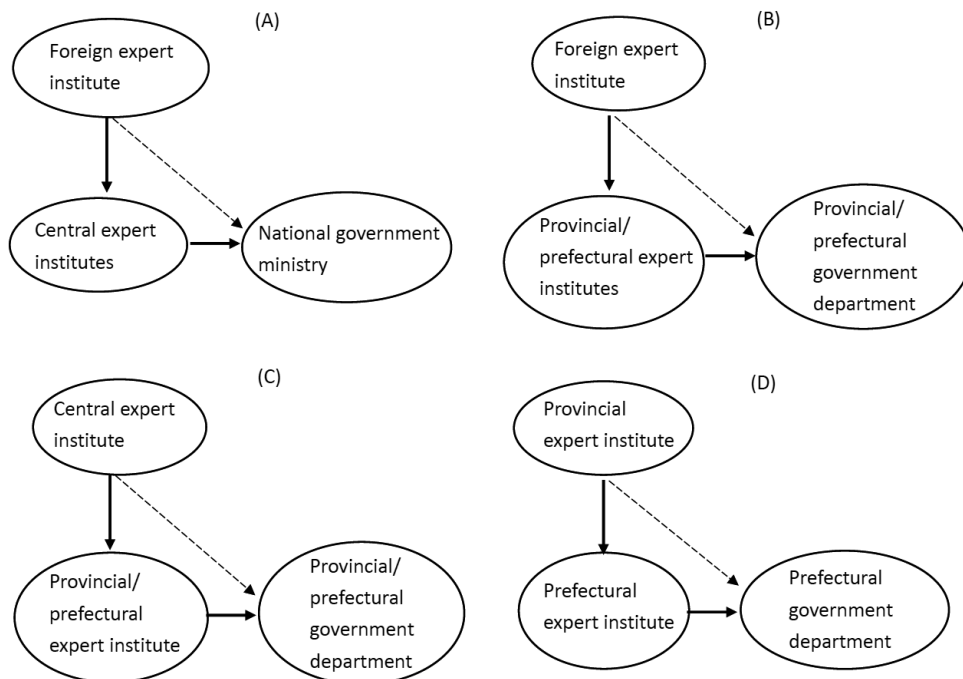 (A)
Foreign expert
institute
Central expert
institutes
National government
ministry
(B)
Foreign expert
institute
Provincial/
prefectural expert
institutes
Provincial/
prefectural
government
department
(C)
Central expert
institute
Provincial/
prefectural
expert institute
Provincial/
prefectural
government
department
(D)
Provincial
expert institute
Prefectural
expert institute
Prefectural
government
department